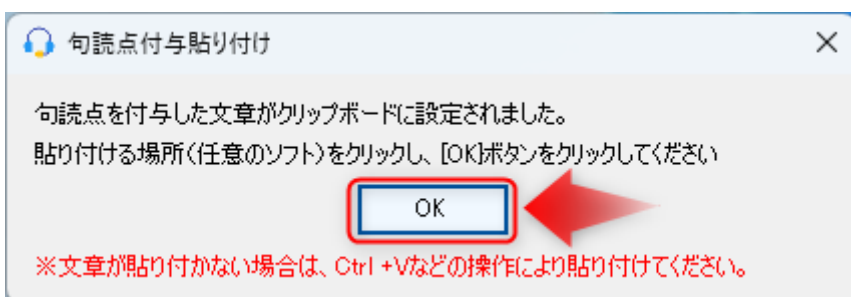 句読点付与貼り付け
句読点を付与した文章がクリップボードに設定されました。
貼り付ける場所(任意のソフト)をクリックし、[OK]ボタンをクリックしてください
OK
※文章が貼り付かない場合は、Ctrl +Vなどの操作により貼り付けてください。